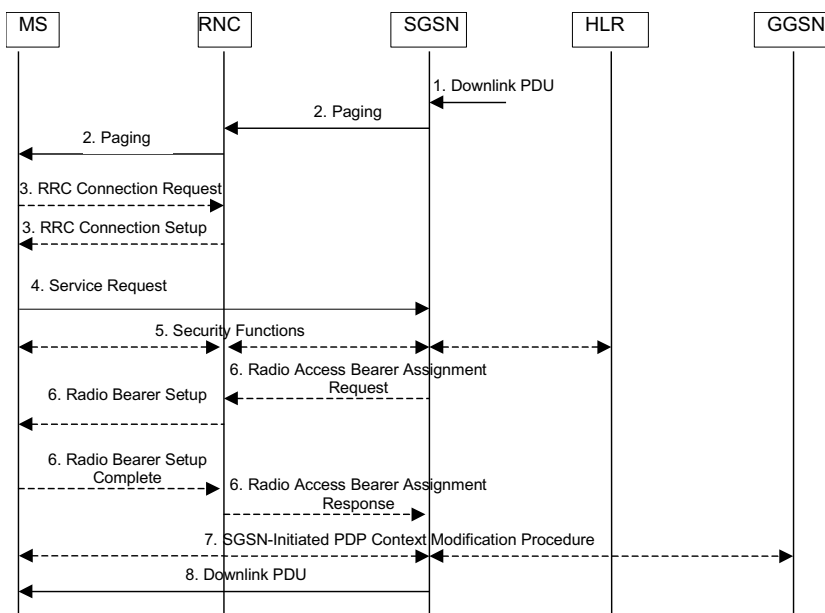 MS
RNC
SGSN
HLR
GGSN
1. Downlink PDU
2. Paging
2. Paging
3. RRC Connection Request
3. RRC Connection Setup
4. Service Request
5. Security Functions
6. Radio Access Bearer Assignment
Request
6. Radio Bearer Setup
6. Radio Bearer Setup
Complete
6. Radio Access Bearer Assignment
Response
7. SGSN-Initiated PDP Context Modification Procedure
8. Downlink PDU